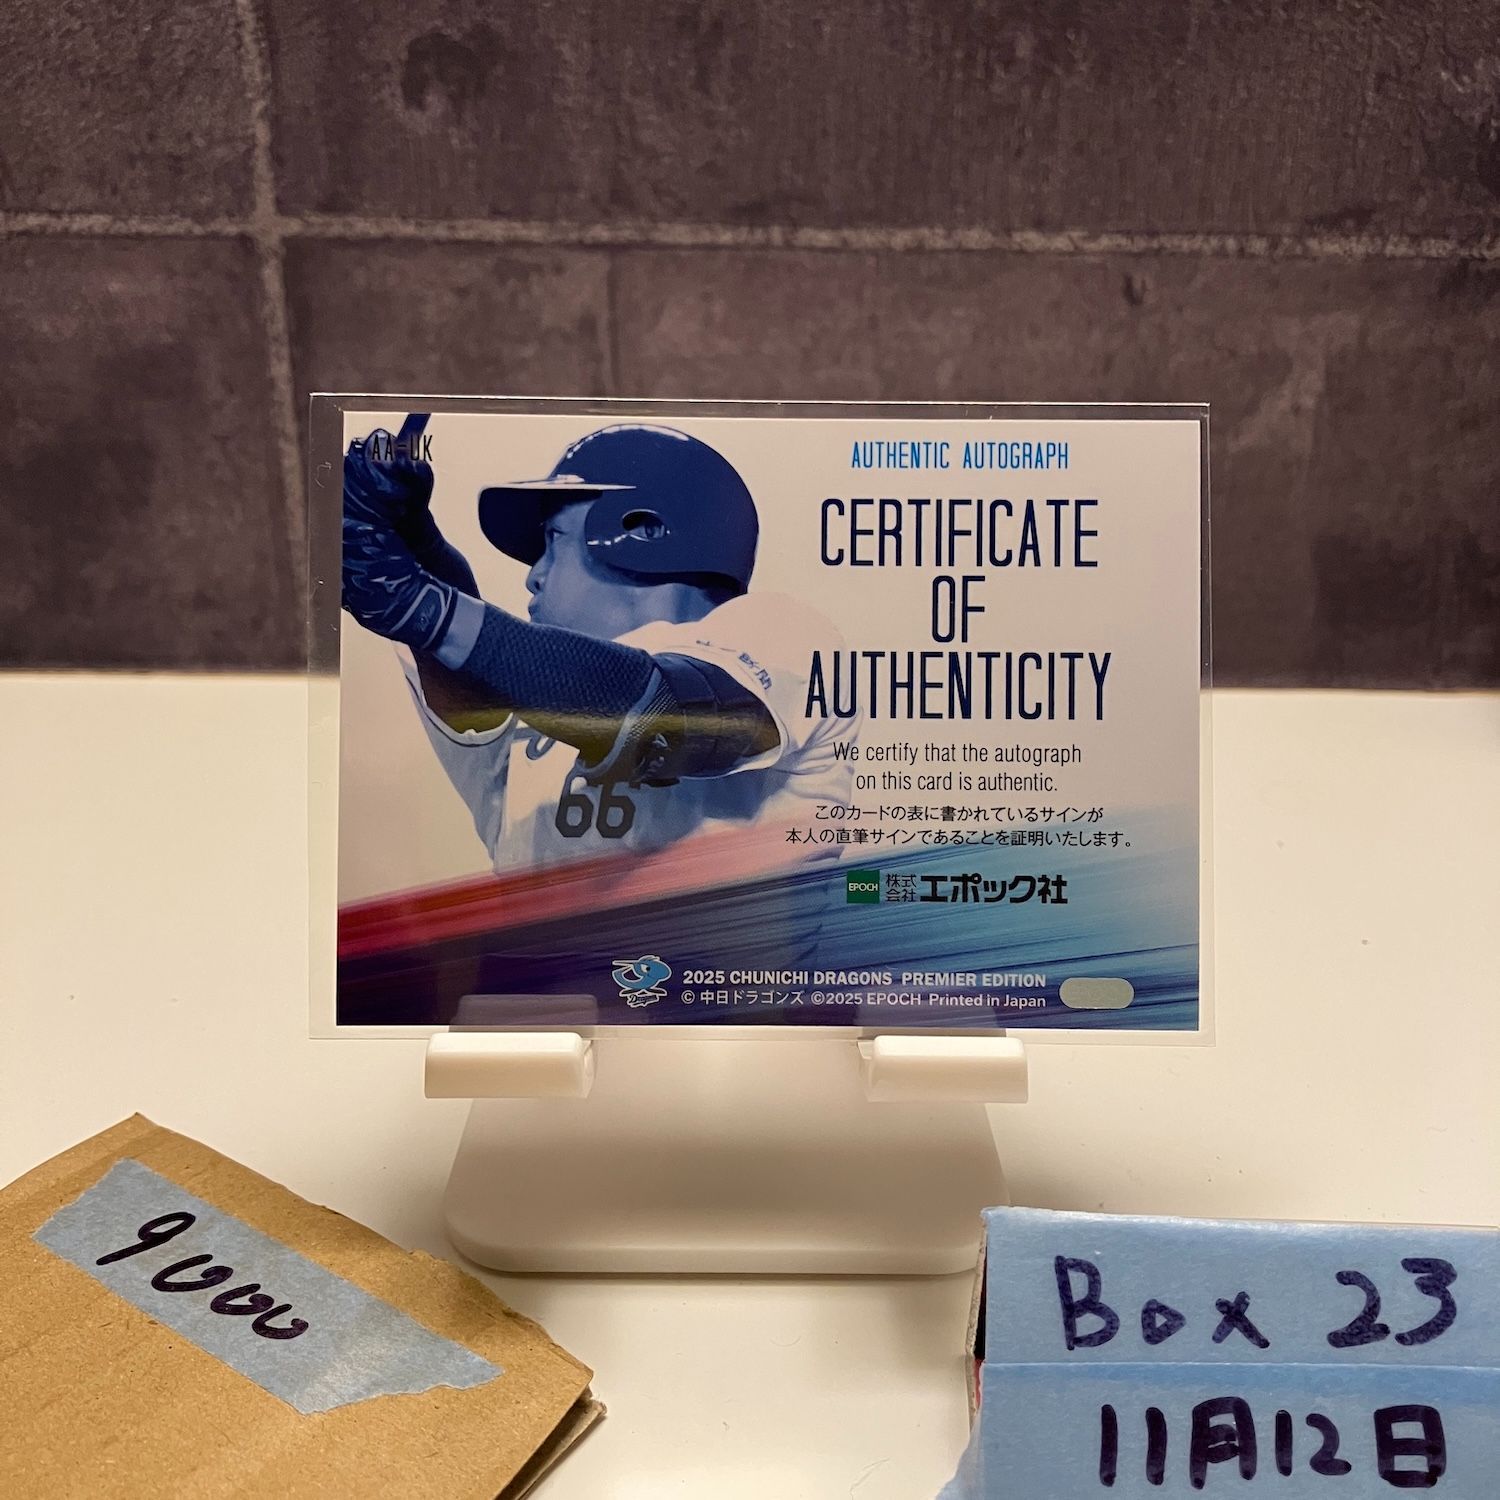 AA-UK
AUTHENTIC AUTOGRAPH
CERTIFICATE
OF
AUTHENTICITY
We certify that the autograph
on this card is authentic.
このカードの表に書かれているサインが
本人の直筆サインであることを証明いたします。
EPOCH 株式会社 エポック社
66
Dragons
2025 CHUNICHI DRAGONS PREMIER EDITION
© 中日ドラゴンズ ©2025 EPOCH Printed in Japan
9000
Box 23
11月12日